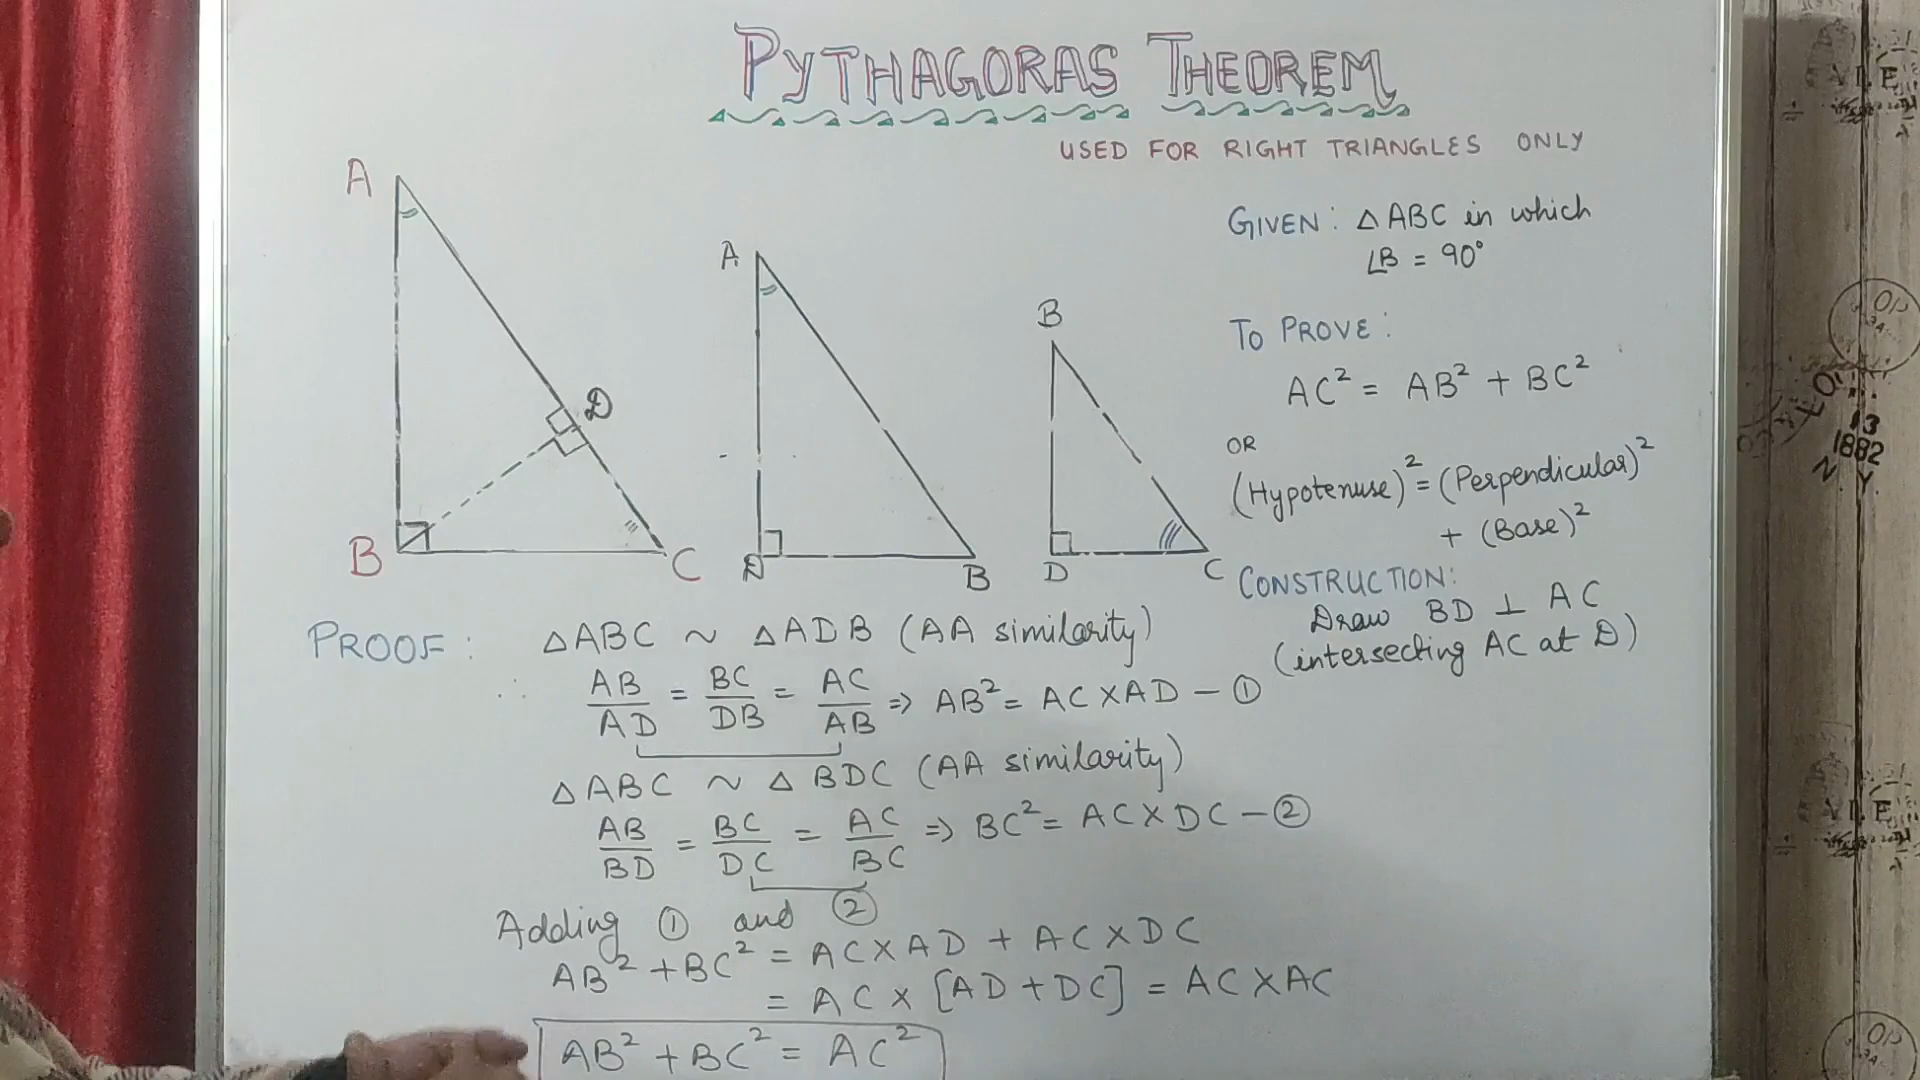 PYTHAGORAS THEOREM
USED FOR RIGHT TRIANGLES ONLY
A
B
C
D
A
D
B
B
D
C
GIVEN: △ABC in which
∠B = 90°
TO PROVE:
AC² = AB² + BC²
OR
(Hypotenuse)² = (Perpendicular)²
+ (Base)²
CONSTRUCTION:
Draw BD ⊥ AC
(intersecting AC at D)
PROOF: △ABC ~ △ADB (AA similarity)
AB/AD = BC/DB = AC/AB ⇒ AB² = AC×AD – ①
△ABC ~ △BDC (AA similarity)
AB/BD = BC/DC = AC/BC ⇒ BC² = AC×DC – ②
Adding ① and ②
AB² + BC² = AC×AD + AC×DC
= AC × [AD + DC] = AC×AC
AB² + BC² = AC²
13
1882
N.Y.